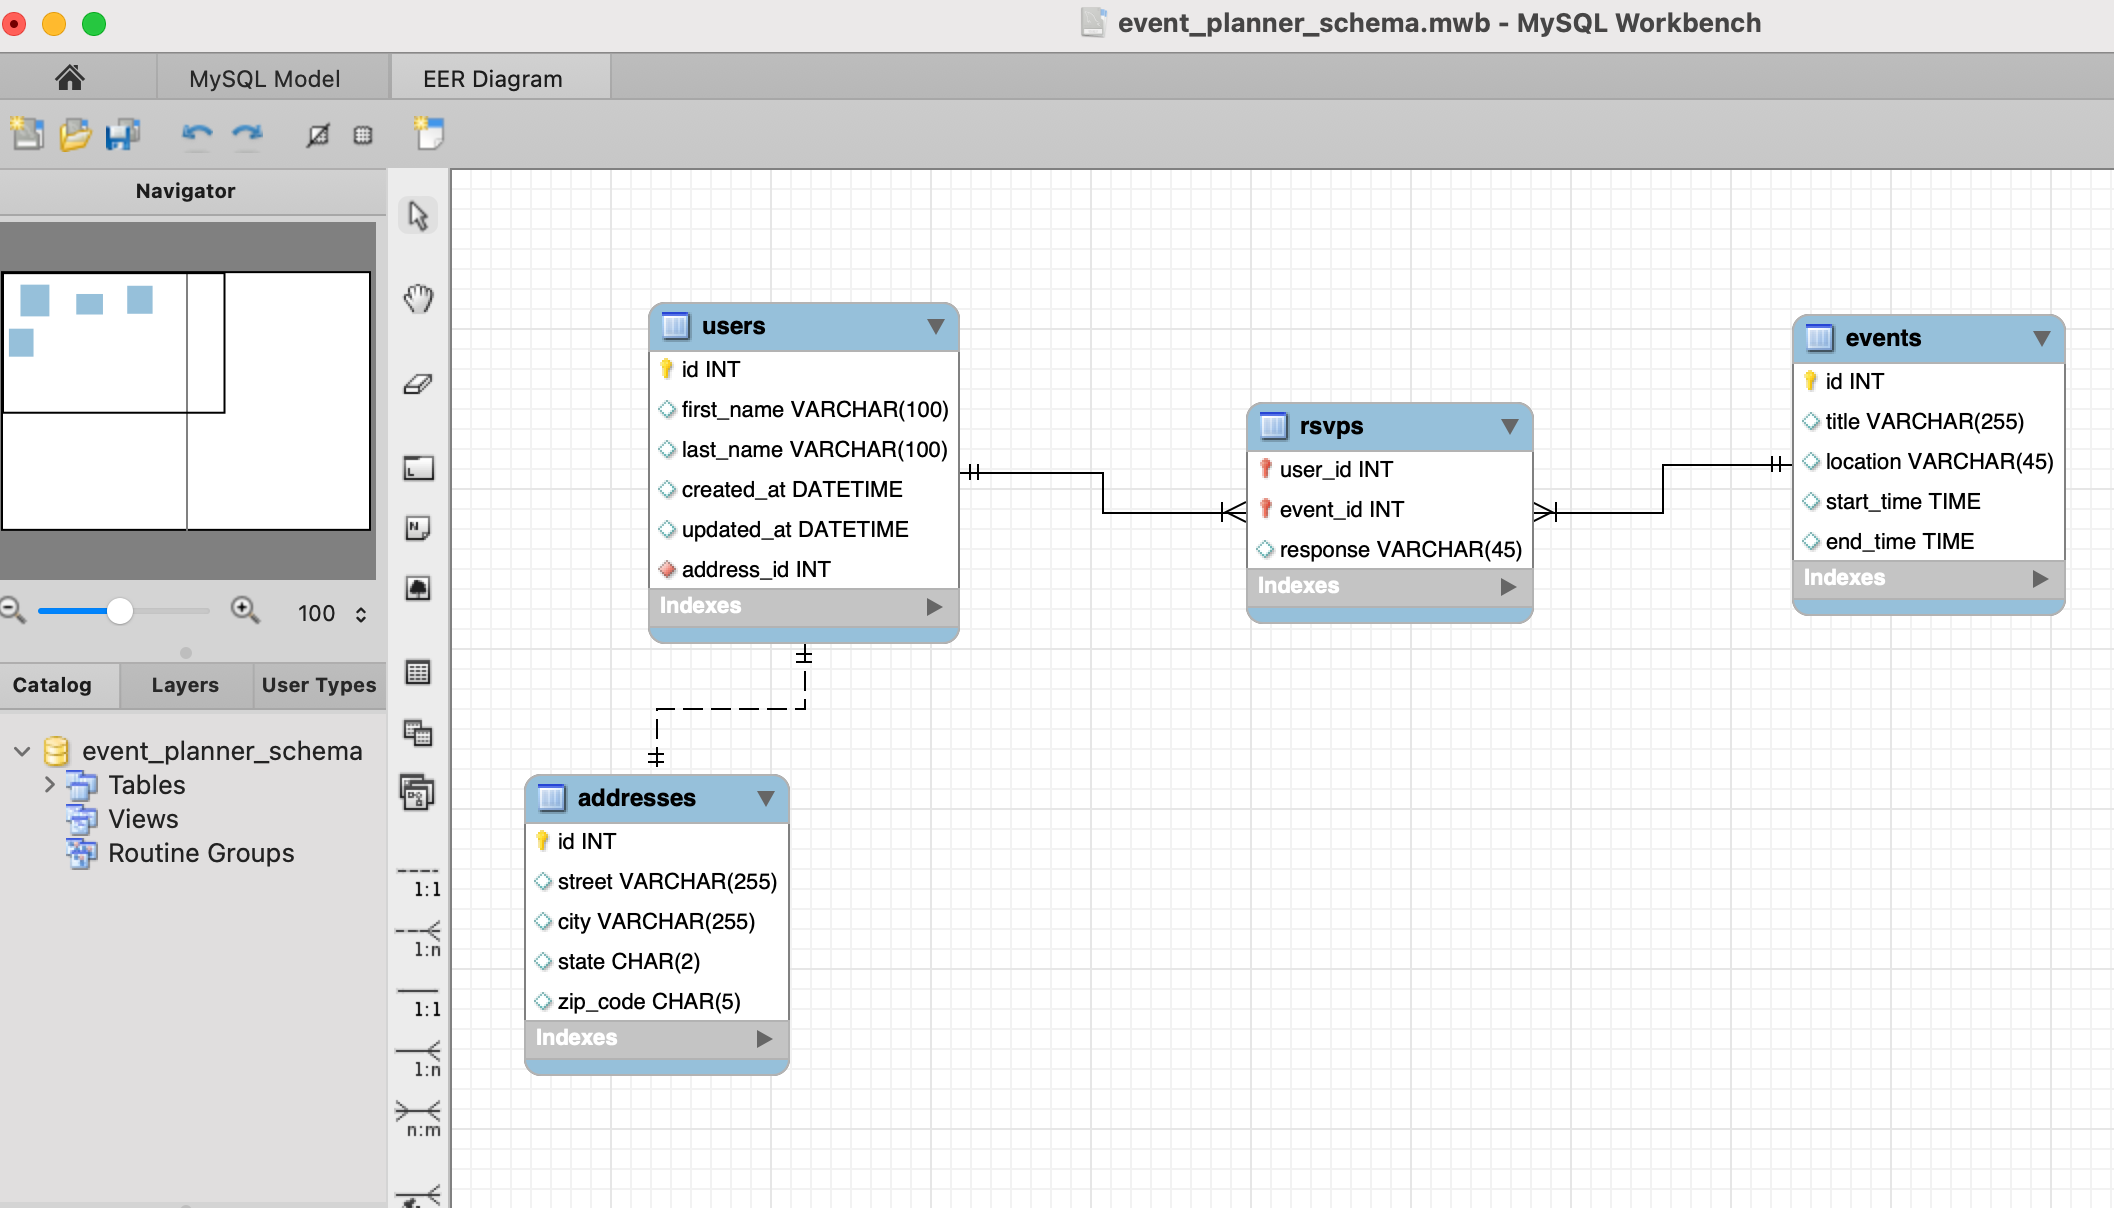 event_planner_schema.mwb - MySQL Workbench
MySQL Model
EER Diagram
Navigator
100
Catalog
Layers
User Types
event_planner_schema
Tables
Views
Routine Groups
1:1
1:n
1:1
1:n
n:m
users
id INT
first_name VARCHAR(100)
last_name VARCHAR(100)
created_at DATETIME
updated_at DATETIME
address_id INT
Indexes
rsvps
user_id INT
event_id INT
response VARCHAR(45)
Indexes
events
id INT
title VARCHAR(255)
location VARCHAR(45)
start_time TIME
end_time TIME
Indexes
addresses
id INT
street VARCHAR(255)
city VARCHAR(255)
state CHAR(2)
zip_code CHAR(5)
Indexes